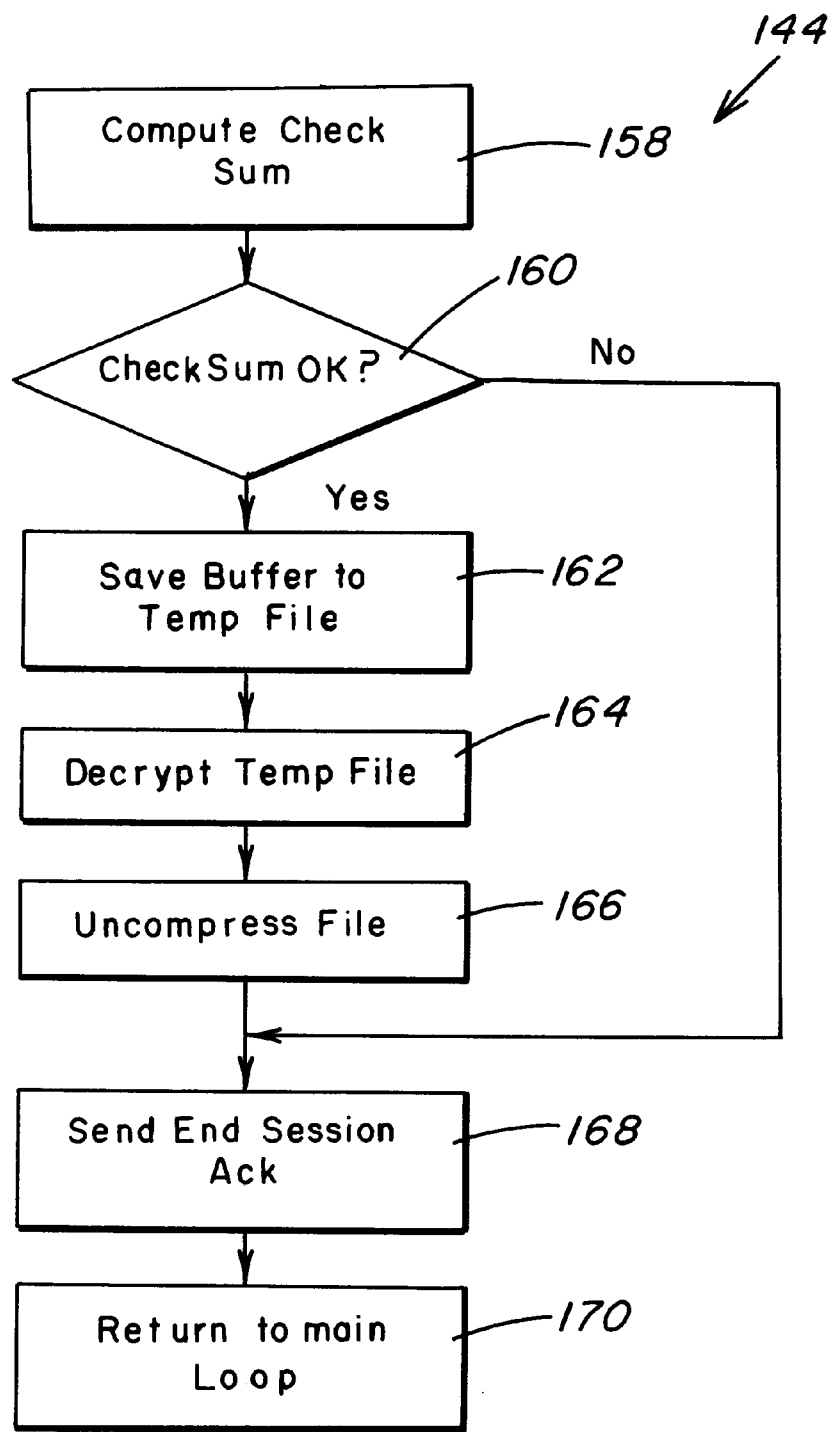 144
Compute Check
Sum
158
160
CheckSum OK?
No
Yes
Save Buffer to
Temp File
162
164
Decrypt Temp File
Uncompress File
166
Send End Session
Ack
168
Return to main
Loop
170